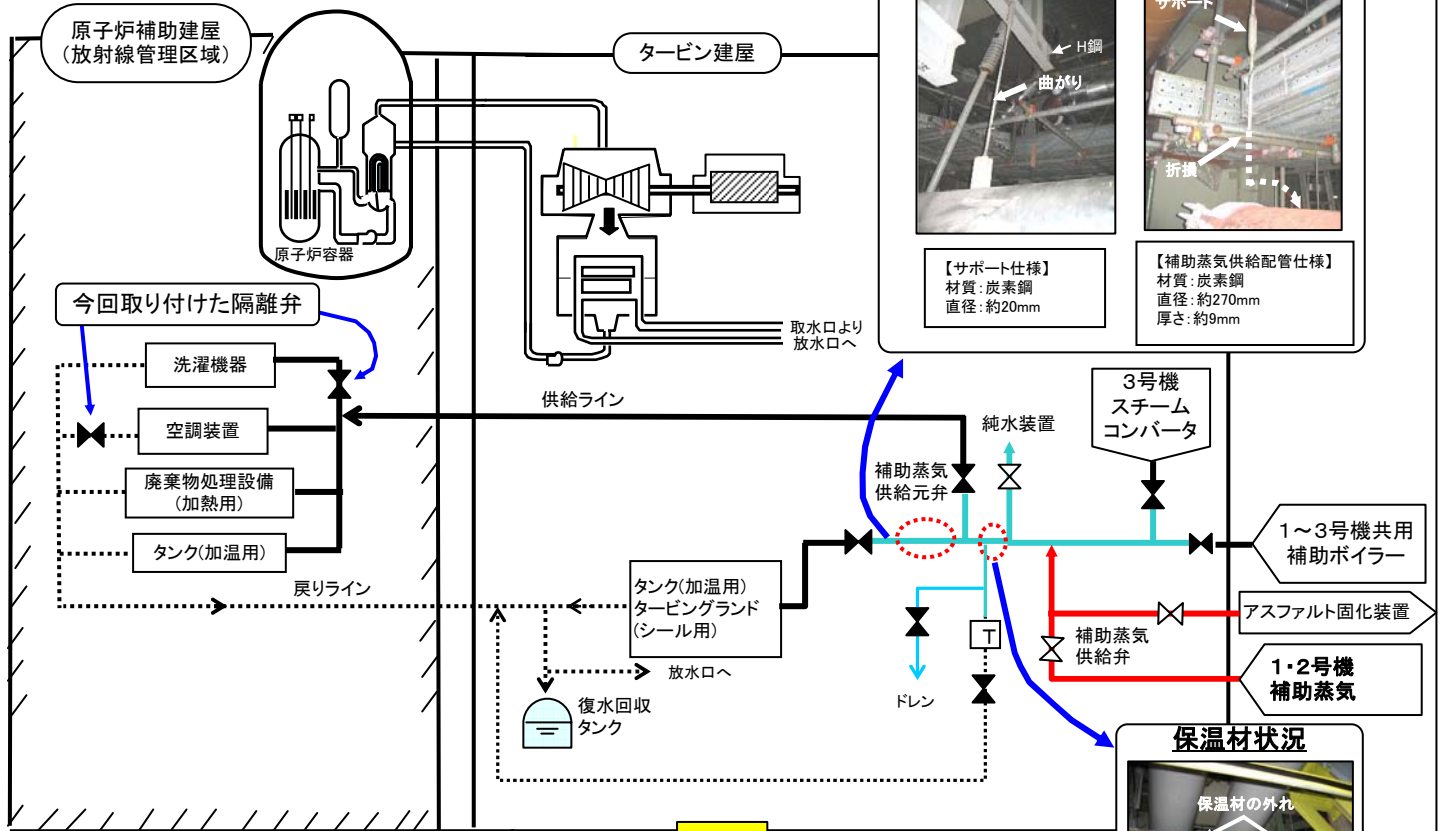 原子炉補助建屋
(放射線管理区域)
タービン建屋
H鋼
曲がり
サポート
折損
原子炉容器
【サポート仕様】
材質:炭素鋼
直径:約20mm
【補助蒸気供給配管仕様】
材質:炭素鋼
直径:約270mm
厚さ:約9mm
今回取り付けた隔離弁
取水口より
放水口へ
洗濯機器
空調装置
廃棄物処理設備
(加熱用)
タンク(加温用)
供給ライン
補助蒸気
供給元弁
純水装置
3号機
スチーム
コンバータ
1~3号機共用
補助ボイラー
戻りライン
タンク(加温用)
タービングランド
(シール用)
T
補助蒸気
供給弁
アスファルト固化装置
1・2号機
補助蒸気
放水口へ
復水回収
タンク
ドレン
保温材状況
保温材の外れ